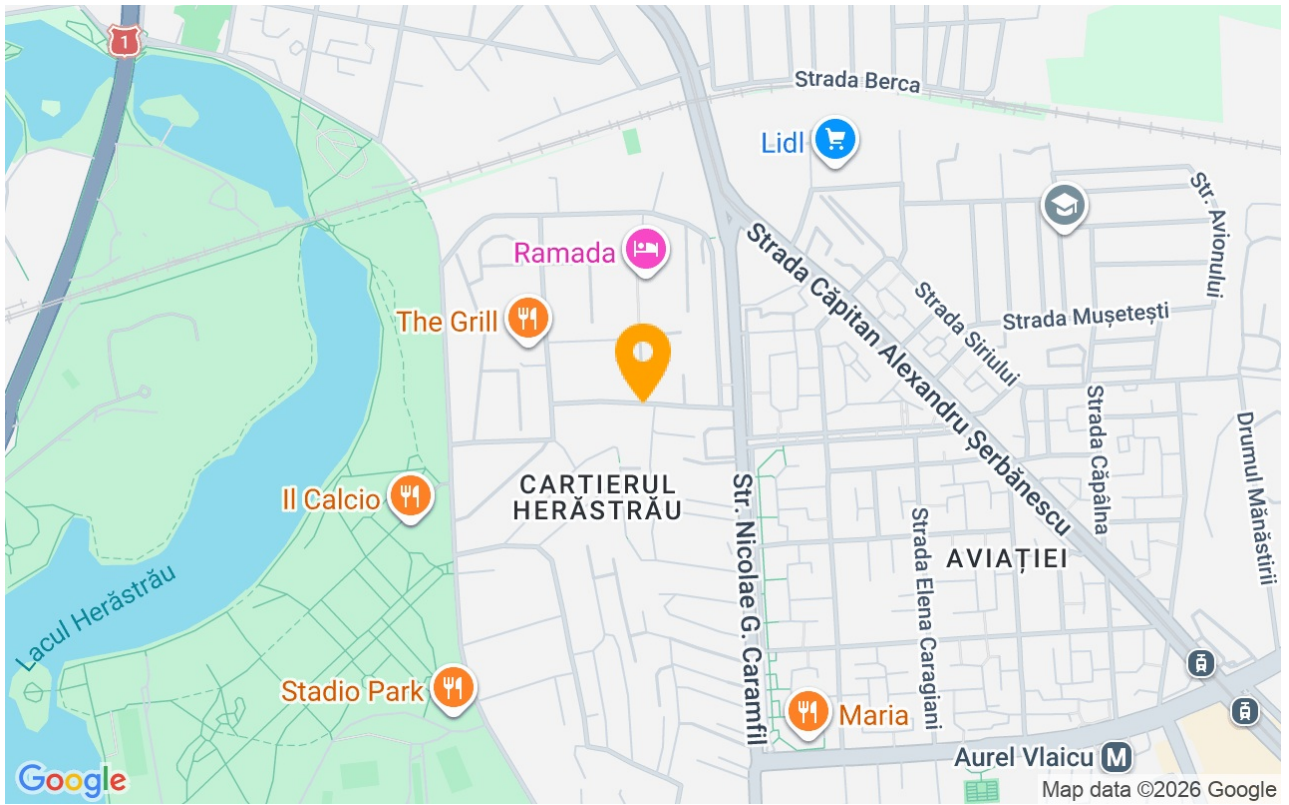 1
Strada Berca
Lidl
Str. Avionului
Ramada
Strada Căpitan Alexandru Șerbănescu
The Grill
Strada Siriului
Strada Mușetești
Strada Căpâlna
Drumul Mănăstirii
Il Calcio
CARTIERUL
HERĂSTRĂU
Str. Nicolae G. Caramfil
Strada Elena Caragiani
AVIAȚIEI
Lacul Herăstrău
Stadio Park
Maria
Aurel Vlaicu M
Google
Map data ©2026 Google